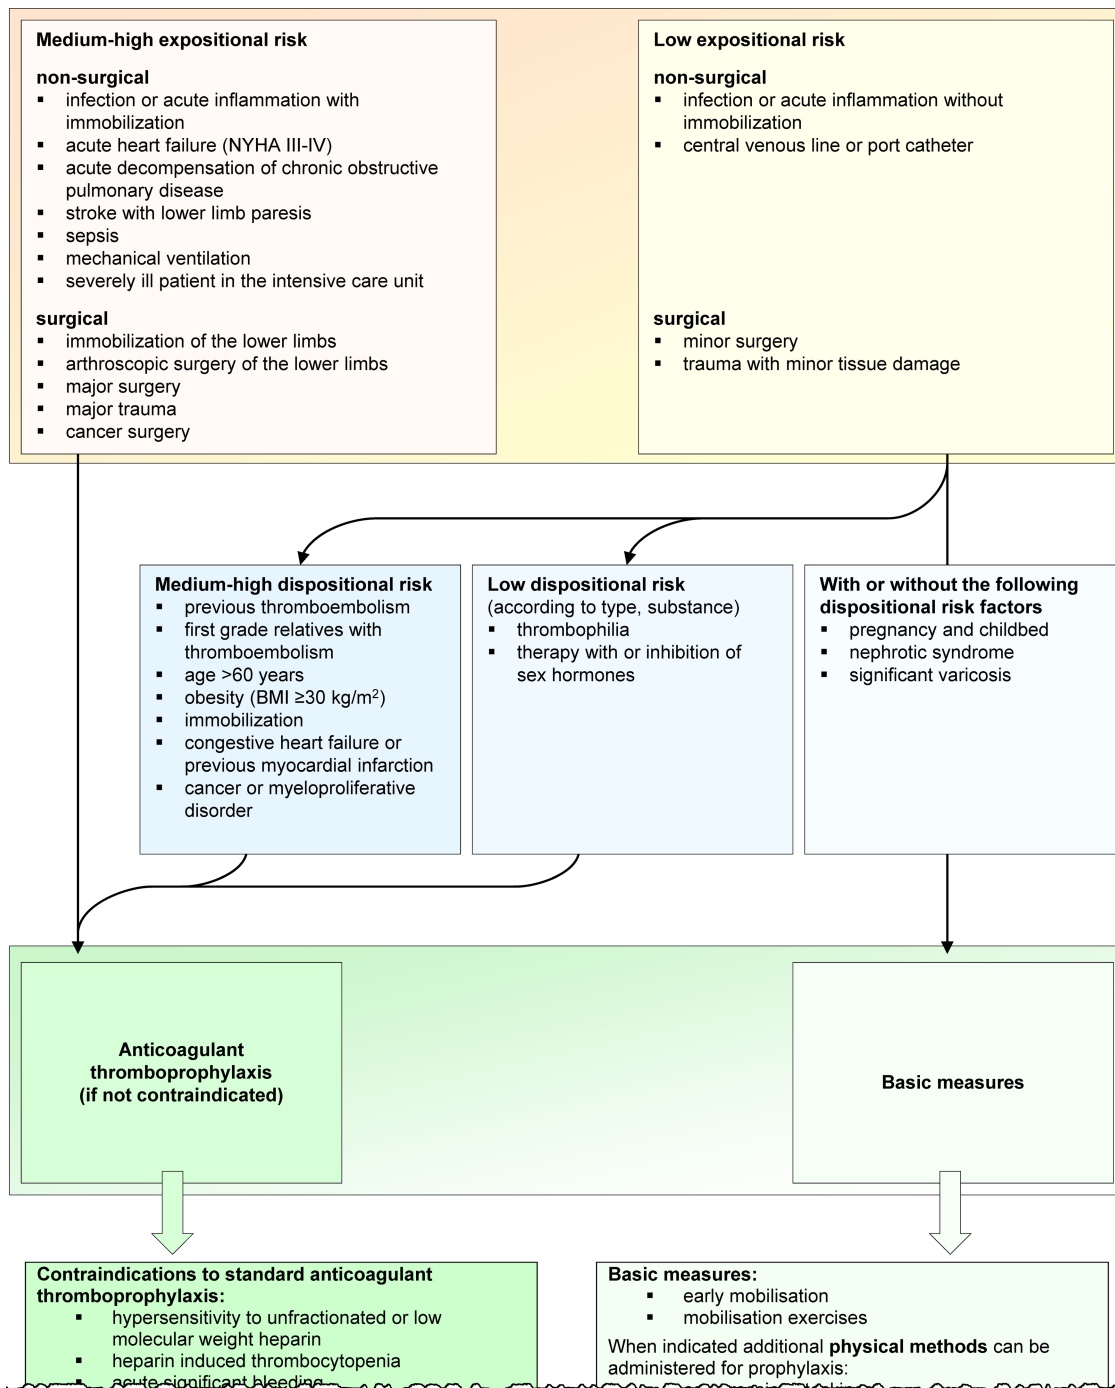 Medium-high expositional risk
non-surgical
▪ infection or acute inflammation with
immobilization
▪ acute heart failure (NYHA III-IV)
▪ acute decompensation of chronic obstructive
pulmonary disease
▪ stroke with lower limb paresis
▪ sepsis
▪ mechanical ventilation
▪ severely ill patient in the intensive care unit
surgical
▪ immobilization of the lower limbs
▪ arthroscopic surgery of the lower limbs
▪ major surgery
▪ major trauma
▪ cancer surgery
Low expositional risk
non-surgical
▪ infection or acute inflammation without
immobilization
▪ central venous line or port catheter
surgical
▪ minor surgery
▪ trauma with minor tissue damage
Medium-high dispositional risk
▪ previous thromboembolism
▪ first grade relatives with
thromboembolism
▪ age >60 years
▪ obesity (BMI ≥30 kg/m²)
▪ immobilization
▪ congestive heart failure or
previous myocardial infarction
▪ cancer or myeloproliferative
disorder
Low dispositional risk
(according to type, substance)
▪ thrombophilia
▪ therapy with or inhibition of
sex hormones
With or without the following
dispositional risk factors
▪ pregnancy and childbed
▪ nephrotic syndrome
▪ significant varicosis
Anticoagulant
thromboprophylaxis
(if not contraindicated)
Basic measures
Contraindications to standard anticoagulant
thromboprophylaxis:
▪ hypersensitivity to unfractionated or low
molecular weight heparin
▪ heparin induced thrombocytopenia
▪ acute significant bleeding
Basic measures:
▪ early mobilisation
▪ mobilisation exercises
When indicated additional physical methods can be
administered for prophylaxis: